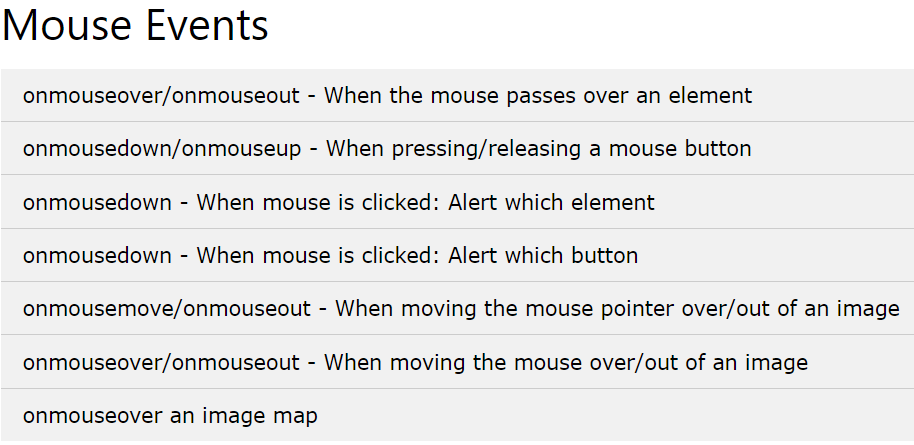 Mouse Events
onmouseover/onmouseout - When the mouse passes over an element
onmousedown/onmouseup - When pressing/releasing a mouse button
onmousedown - When mouse is clicked: Alert which element
onmousedown - When mouse is clicked: Alert which button
onmousemove/onmouseout - When moving the mouse pointer over/out of an image
onmouseover/onmouseout - When moving the mouse over/out of an image
onmouseover an image map